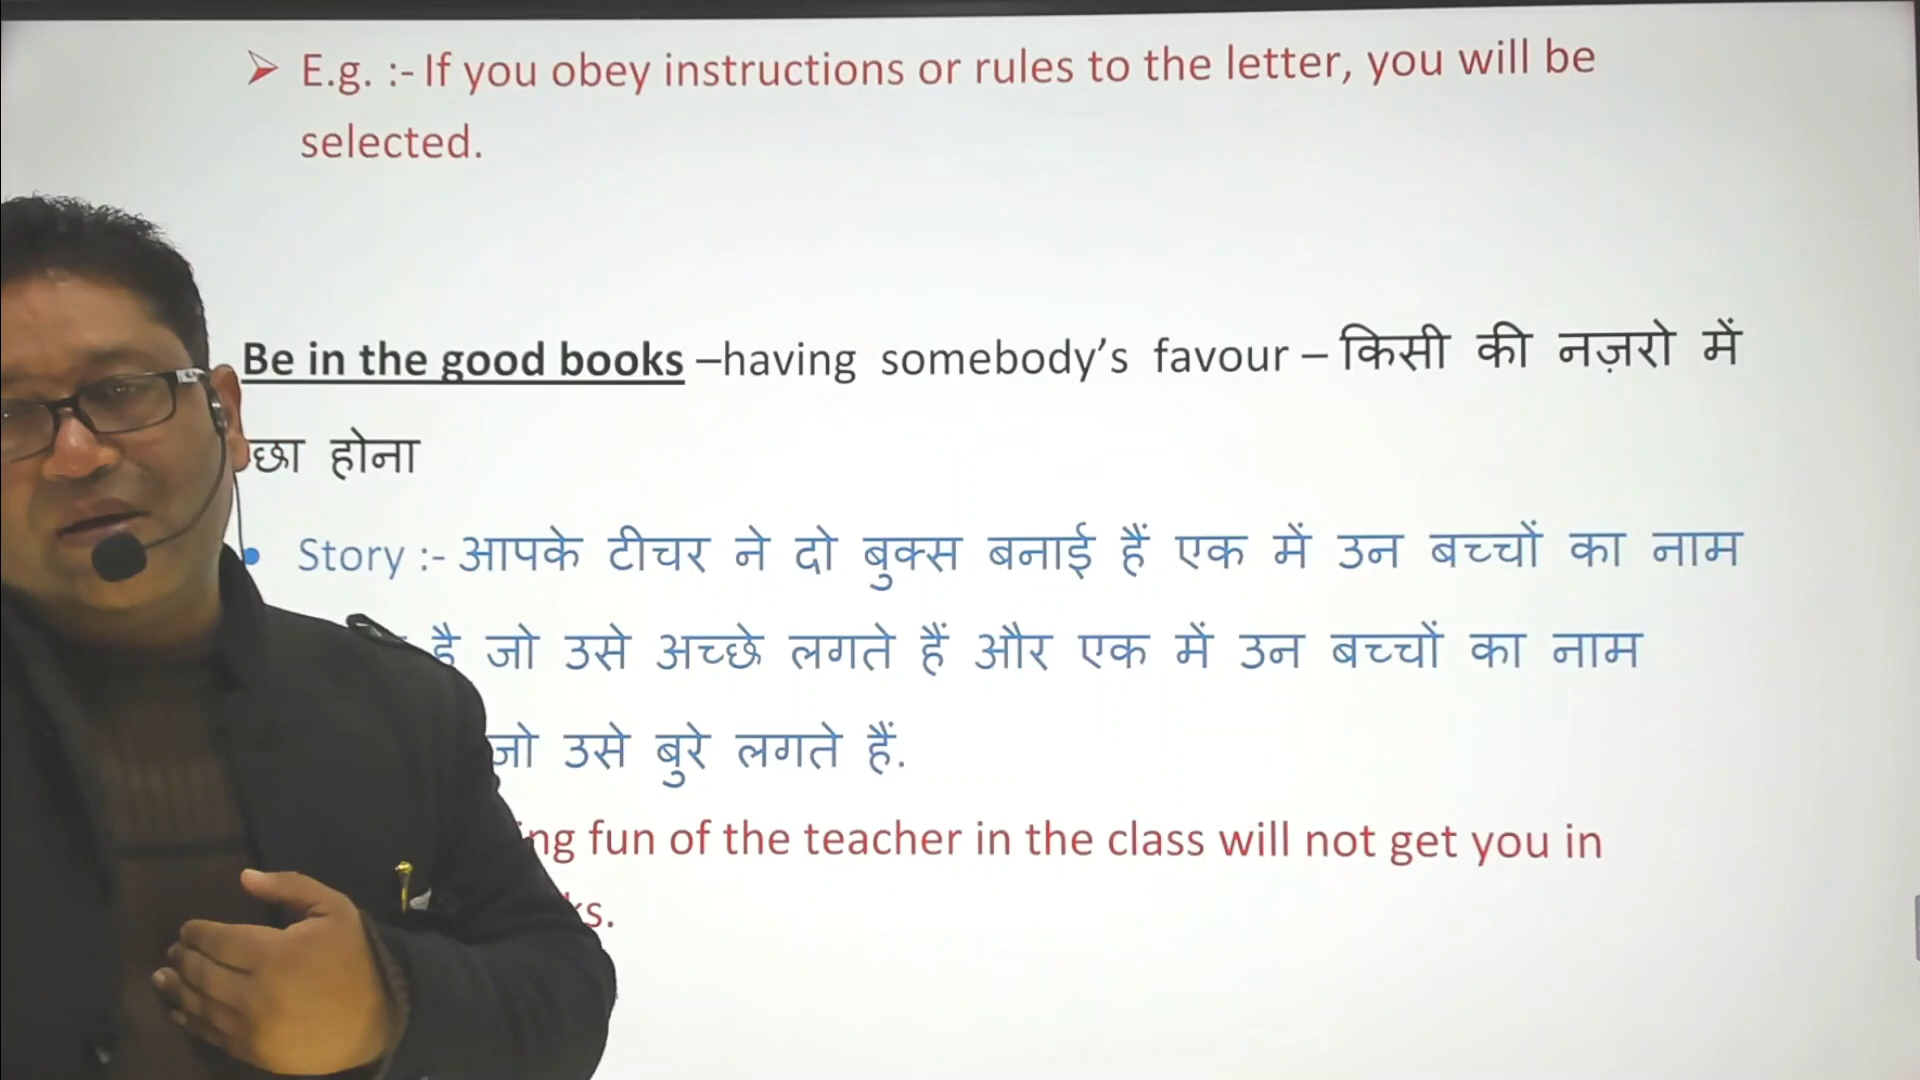 E.g. :- If you obey instructions or rules to the letter, you will be
selected.
Be in the good books –having somebody’s favour – किसी की नज़रो में
होना
Story :- आपके टीचर ने दो बुक्स बनाई हैं एक में उन बच्चों का नाम
है जो उसे अच्छे लगते हैं और एक में उन बच्चों का नाम
जो उसे बुरे लगते हैं.
fun of the teacher in the class will not get you in